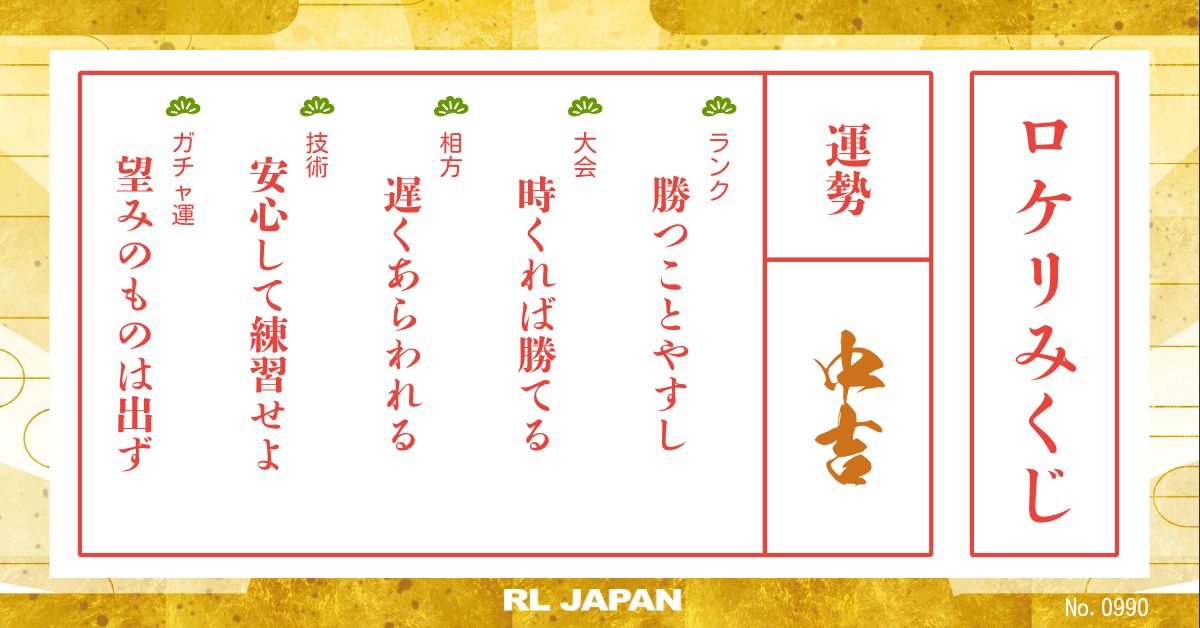 ロケリみくじ
運勢
中吉
ランク
勝つことやすし
大会
時くれば勝てる
相方
遅くあらわれる
技術
安心して練習せよ
ガチャ運
望みのものは出ず
RL JAPAN
No. 0990